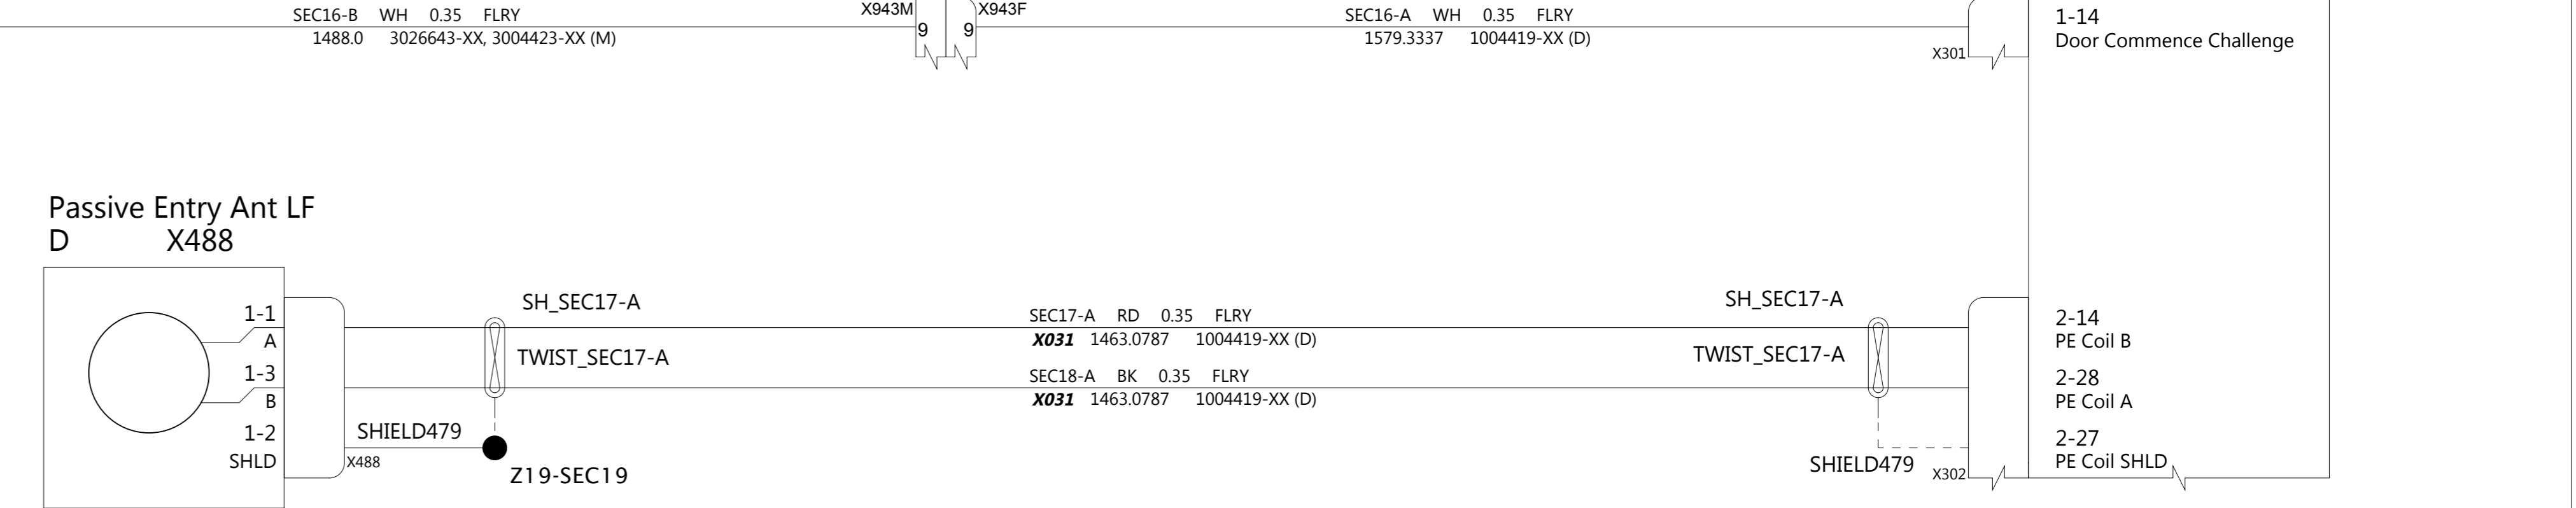 SEC16-B WH 0.35 FLRY
1488.0 3026643-XX, 3004423-XX (M)
X943M
X943F
9
9
SEC16-A WH 0.35 FLRY
1579.3337 1004419-XX (D)
X301
1-14
Door Commence Challenge
Passive Entry Ant LF
D X488
1-1
A
1-3
B
1-2
SHLD
X488
SH_SEC17-A
TWIST_SEC17-A
SHIELD479
Z19-SEC19
SEC17-A RD 0.35 FLRY
X031 1463.0787 1004419-XX (D)
SEC18-A BK 0.35 FLRY
X031 1463.0787 1004419-XX (D)
SH_SEC17-A
TWIST_SEC17-A
SHIELD479
X302
2-14
PE Coil B
2-28
PE Coil A
2-27
PE Coil SHLD